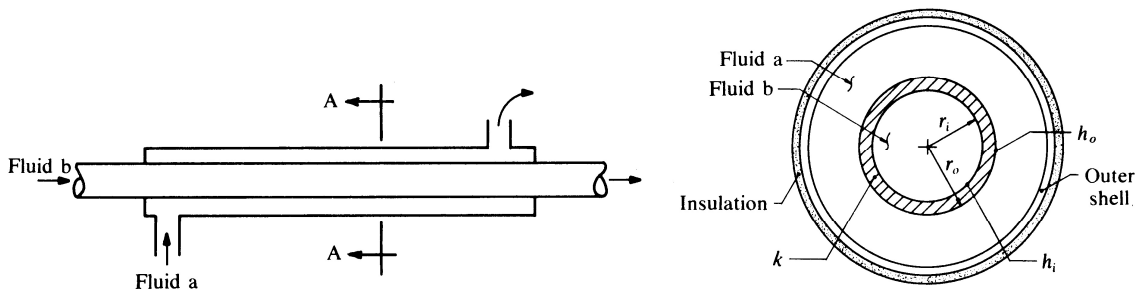 A
Fluid b
A
Fluid a
Fluid a
Fluid b
r_i
h_o
r_o
Insulation
Outer
shell
k
h_i